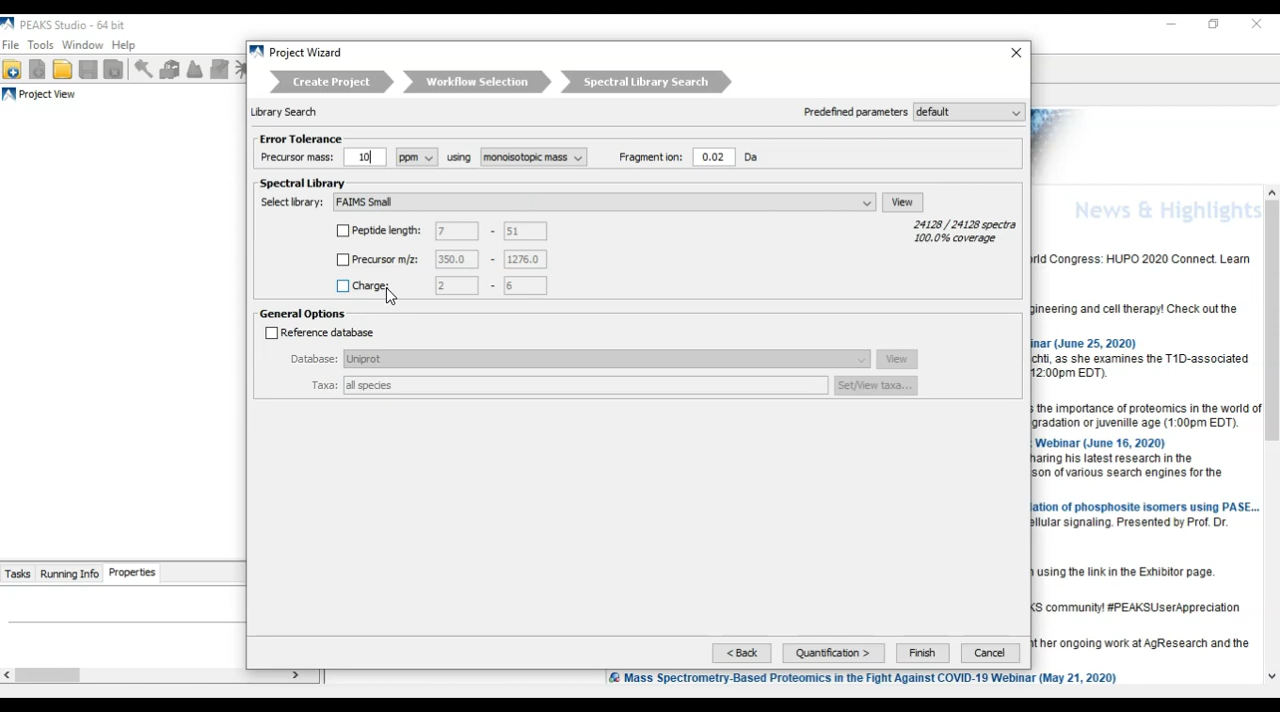 PEAKS Studio - 64 bit
File Tools Window Help
Project View
Project Wizard
Create Project
Workflow Selection
Spectral Library Search
Library Search
Predefined parameters default
Error Tolerance
Precursor mass: 10 ppm using monoisotopic mass Fragment ion: 0.02 Da
Spectral Library
Select library: FAIMS Small View
24128 / 24128 spectra
100.0% coverage
Peptide length: 7 - 51
Precursor m/z: 350.0 - 1276.0
Charge: 2 - 6
General Options
Reference database
Database: Uniprot View
Taxa: all species Set/View taxa...
< Back Quantification > Finish Cancel
News & Highlights
rld Congress: HUPO 2020 Connect. Learn
gineering and cell therapy! Check out the
inar (June 25, 2020)
chti, as she examines the T1D-associated
12:00pm EDT).
s the importance of proteomics in the world of
gradation or juvenille age (1:00pm EDT).
: Webinar (June 16, 2020)
haring his latest research in the
son of various search engines for the
lation of phosphosite isomers using PASE...
ellular signaling. Presented by Prof. Dr.
n using the link in the Exhibitor page.
KS community! #PEAKSUserAppreciation
ht her ongoing work at AgResearch and the
Mass Spectrometry-Based Proteomics in the Fight Against COVID-19 Webinar (May 21, 2020)
Tasks Running Info Properties